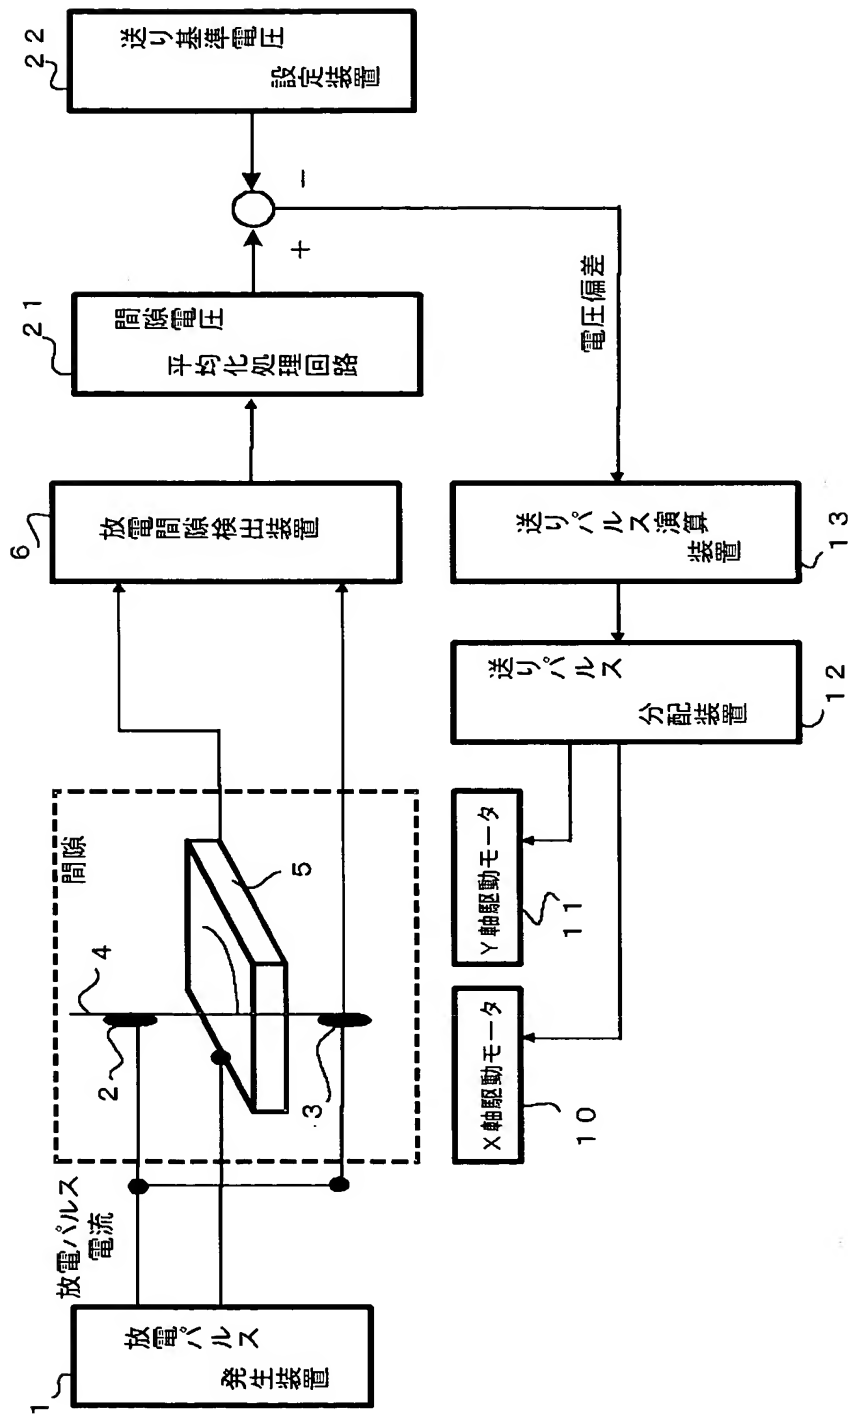 1
放電パルス
発生装置
放電パルス
電流
間隙
2
3
4
5
6
放電間隙検出装置
21
間隙電圧
平均化処理回路
22
送り基準電圧
設定装置
+
−
電圧偏差
X軸駆動モータ
10
Y軸駆動モータ
11
送りパルス
分配装置
12
送りパルス演算
装置
13